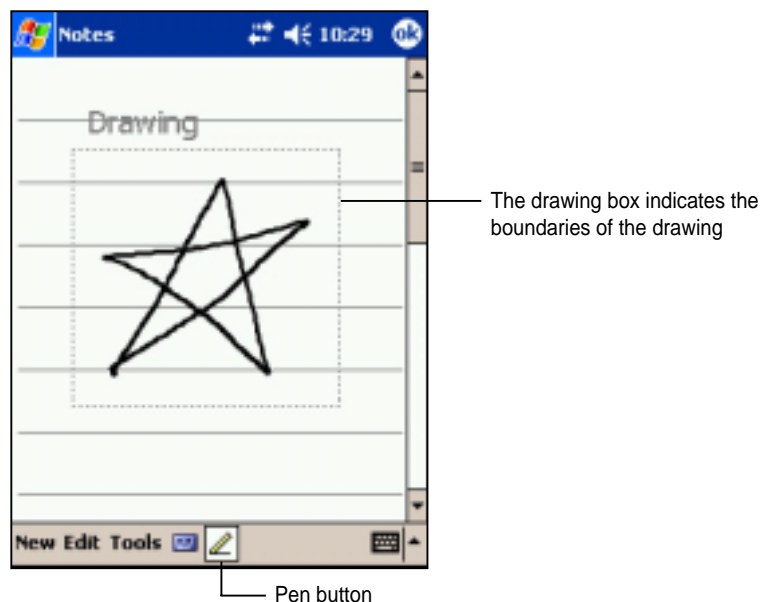 Notes 10:29 ok
Drawing
The drawing box indicates the
boundaries of the drawing
New Edit Tools
Pen button